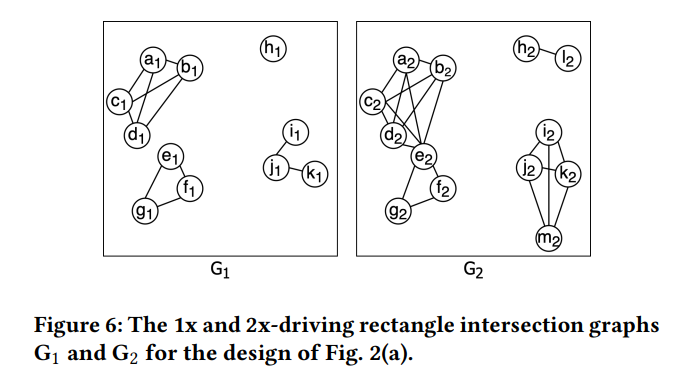 a1 b1 c1 d1 e1 f1 g1 h1 i1 j1 k1
G1
a2 b2 c2 d2 e2 f2 g2 h2 l2 i2 j2 k2 m2
G2
Figure 6: The 1x and 2x-driving rectangle intersection graphs
G1 and G2 for the design of Fig. 2(a).